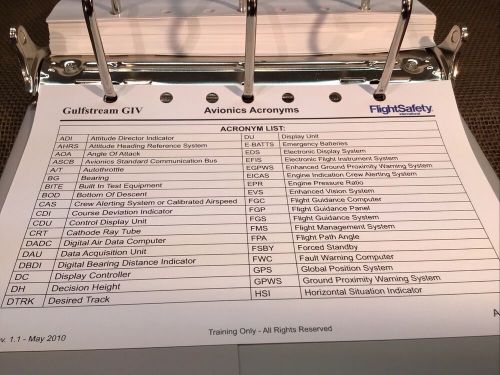 Gulfstream GIV Avionics Acronyms FlightSafety
international
ACRONYM LIST:
ADI Attitude Director Indicator DU Display Unit
AHRS Attitude Heading Reference System E-BATTS Emergency Batteries
AOA Angle Of Attack EDS Electronic Display System
ASCB Avionics Standard Communication Bus EFIS Electronic Flight Instrument System
A/T Autothrottle EGPWS Enhanced Ground Proximity Warning System
BG Bearing EICAS Engine Indication Crew Alerting System
BITE Built In Test Equipment EPR Engine Pressure Ratio
BOD Bottom Of Descent EVS Enhanced Vision System
CAS Crew Alerting System or Calibrated Airspeed FGC Flight Guidance Computer
CDI Course Deviation Indicator FGP Flight Guidance Panel
CDU Control Display Unit FGS Flight Guidance System
CRT Cathode Ray Tube FMS Flight Management System
DADC Digital Air Data Computer FPA Flight Path Angle
DAU Data Acquisition Unit FSBY Forced Standby
DBDI Digital Bearing Distance Indicator FWC Fault Warning Computer
DC Display Controller GPS Global Position System
DH Decision Height GPWS Ground Proximity Warning System
DTRK Desired Track HSI Horizontal Situation Indicator
A
Training Only - All Rights Reserved
v. 1.1 - May 2010